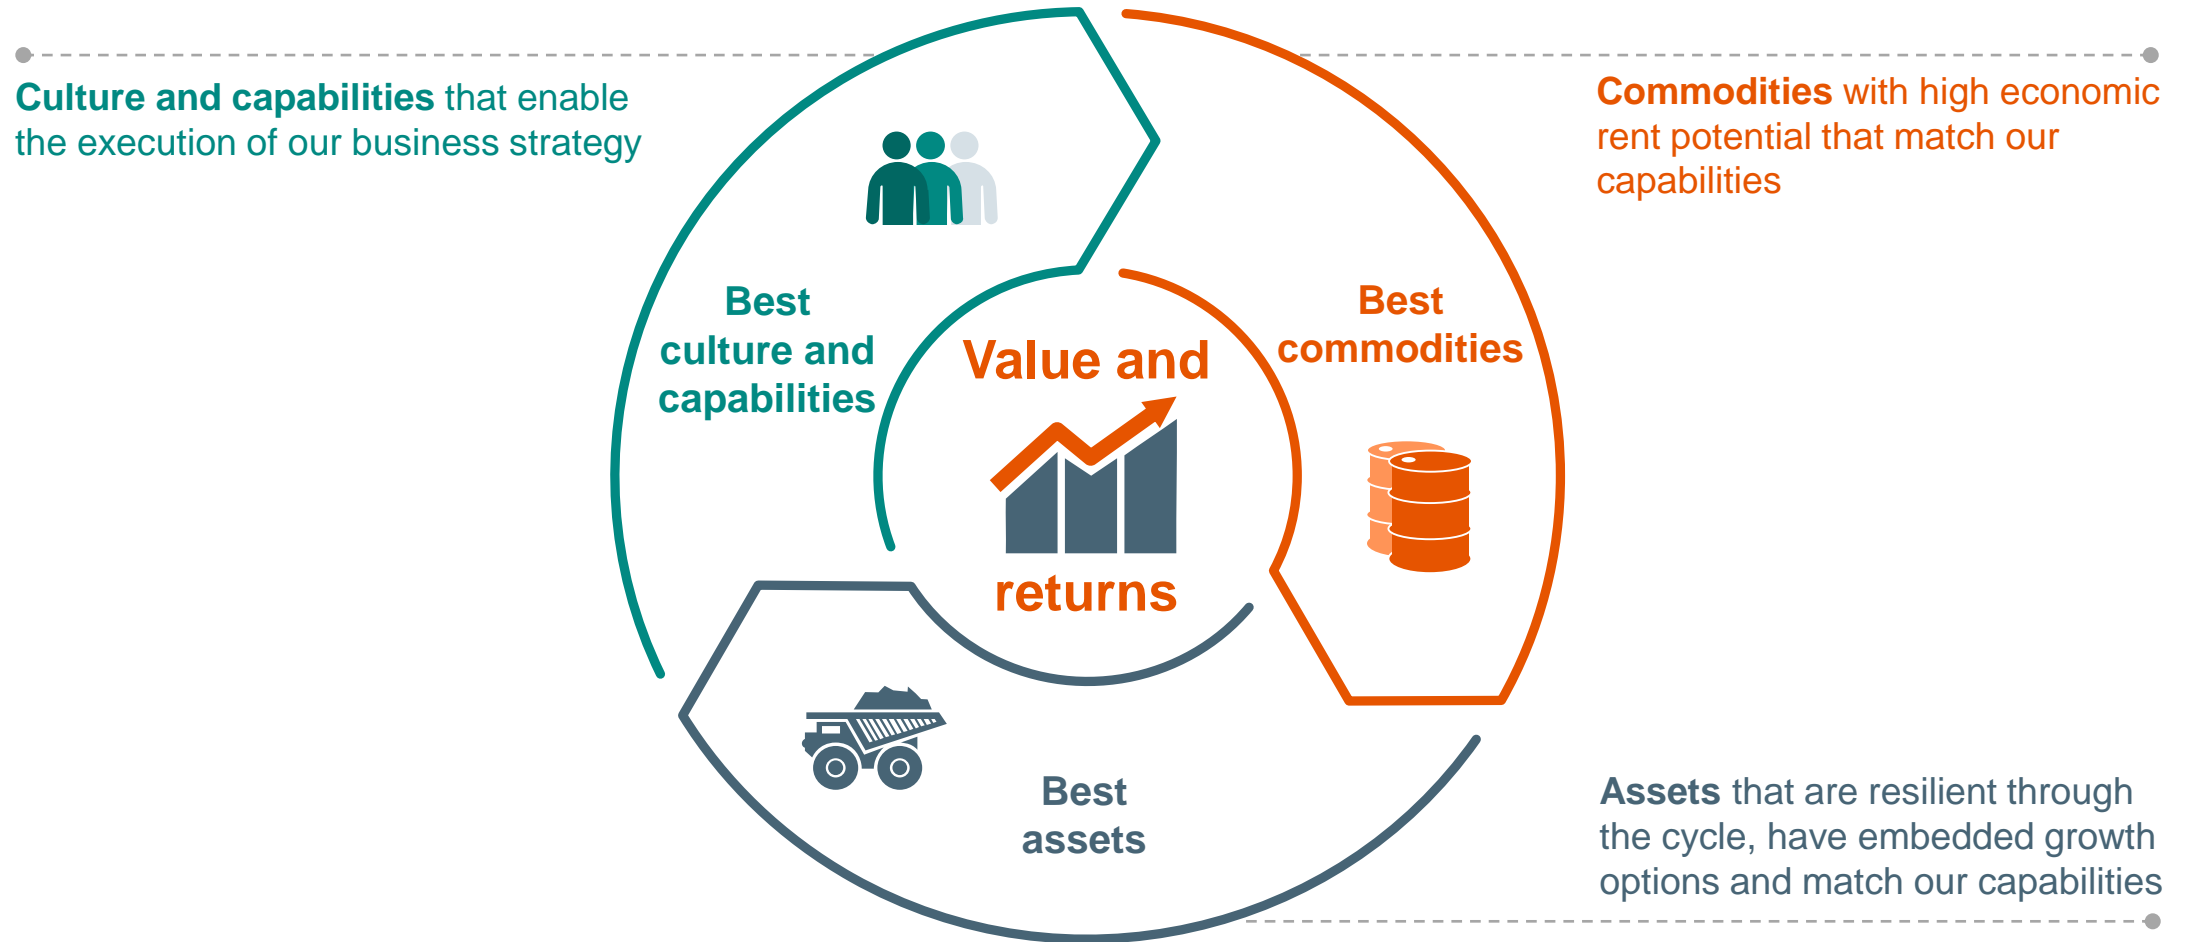 Culture and capabilities that enable
the execution of our business strategy
Commodities with high economic
rent potential that match our
capabilities
Best
culture and
capabilities
Value and
returns
Best
commodities
Best
assets
Assets that are resilient through
the cycle, have embedded growth
options and match our capabilities